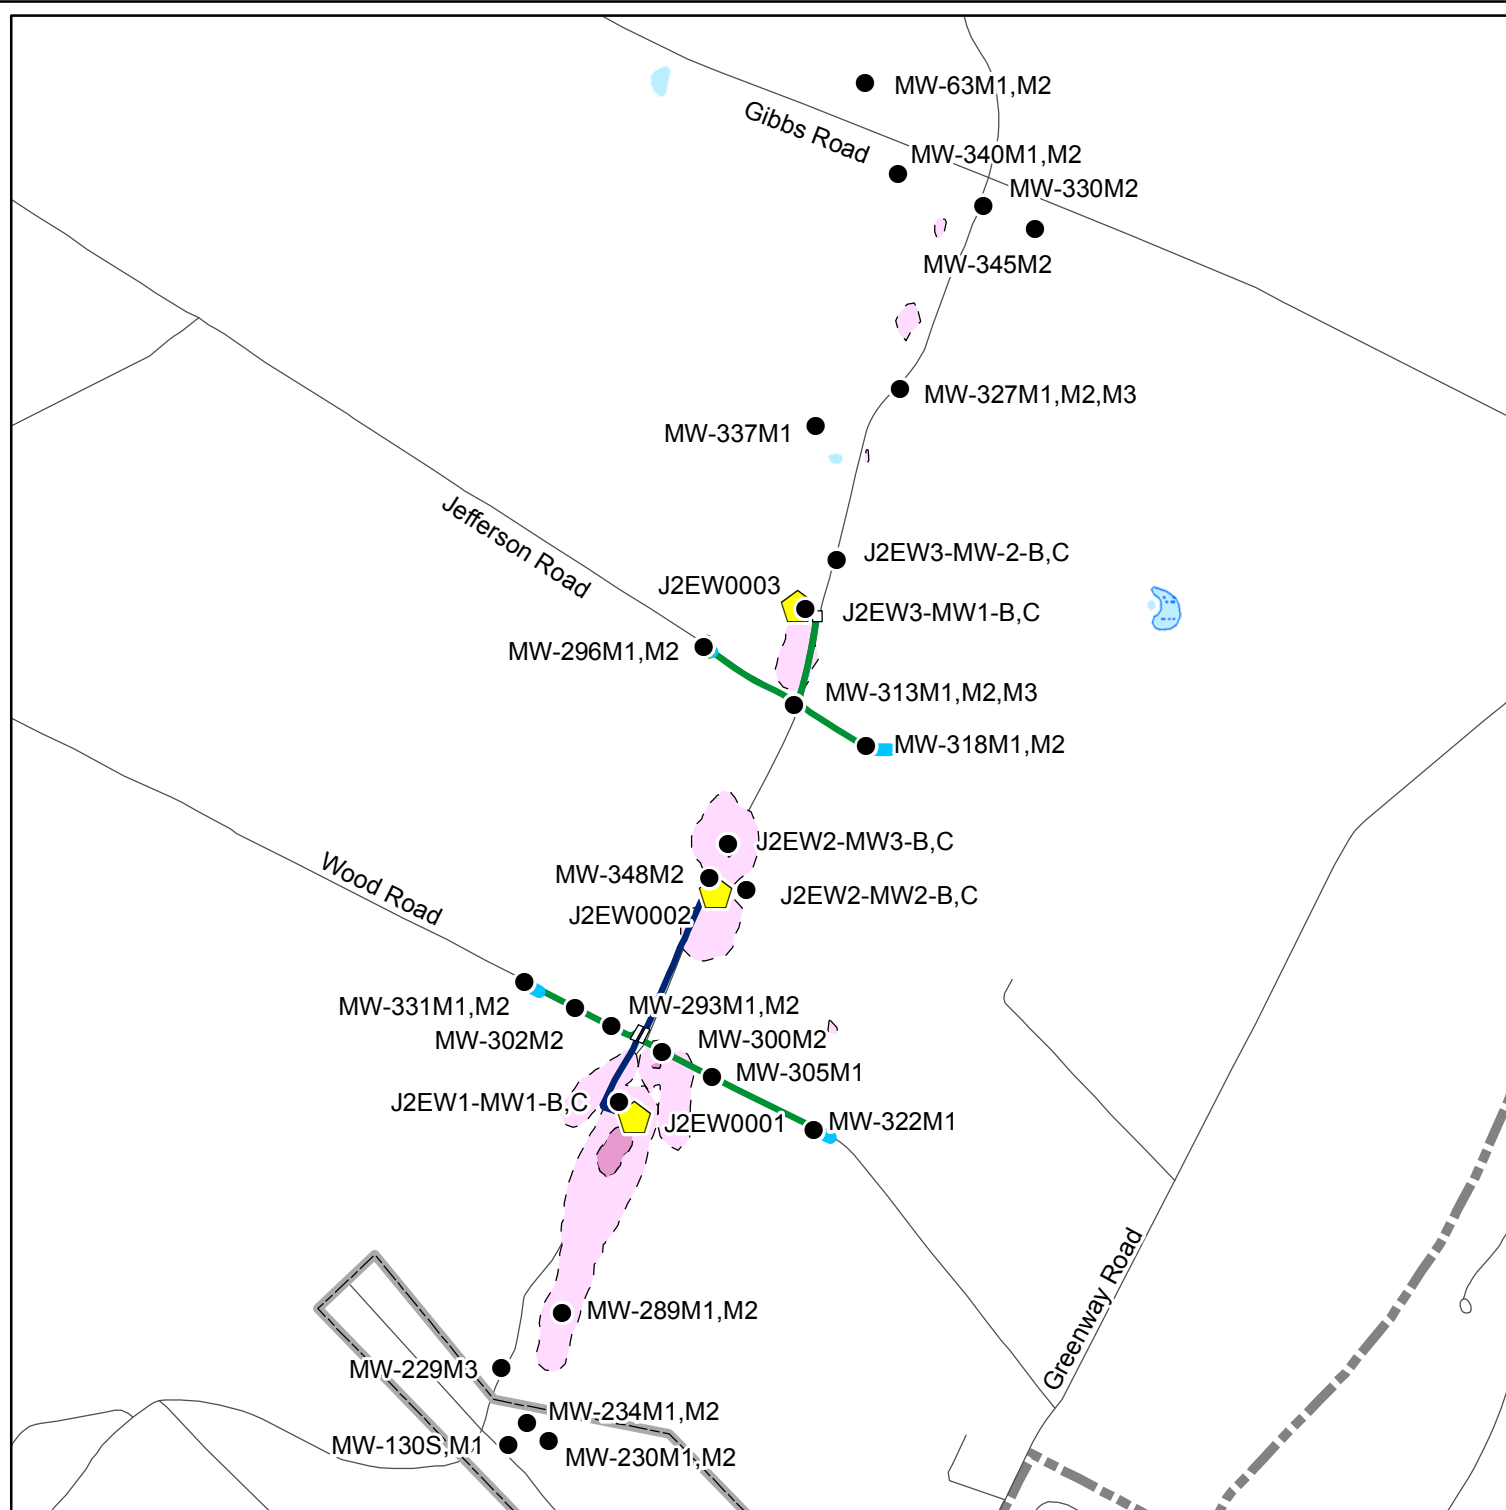 MW-63M1,M2
Gibbs Road
MW-340M1,M2
MW-330M2
MW-345M2
MW-327M1,M2,M3
MW-337M1
Jefferson Road
J2EW3-MW-2-B,C
J2EW0003
J2EW3-MW1-B,C
MW-296M1,M2
MW-313M1,M2,M3
MW-318M1,M2
J2EW2-MW3-B,C
Wood Road
MW-348M2
J2EW2-MW2-B,C
J2EW0002
MW-331M1,M2
MW-293M1,M2
MW-302M2
MW-300M2
MW-305M1
J2EW1-MW1-B,C
J2EW0001
MW-322M1
Greenway Road
MW-289M1,M2
MW-229M3
MW-234M1,M2
MW-130S,M1
MW-230M1,M2